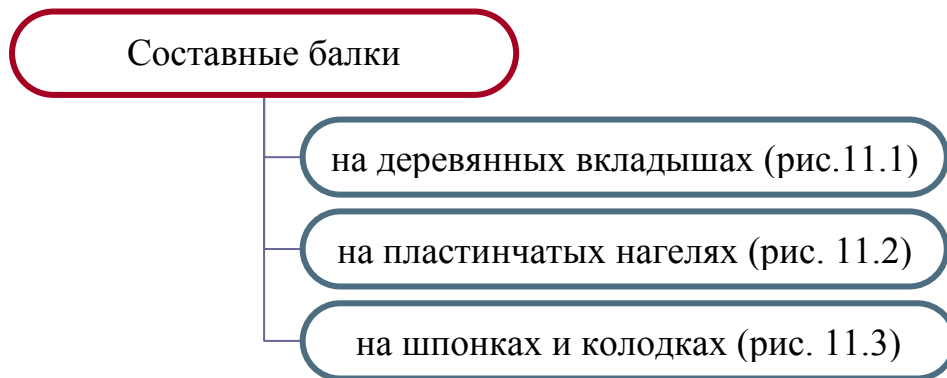 Составные балки
на деревянных вкладышах (рис.11.1)
на пластинчатых нагелях (рис. 11.2)
на шпонках и колодках (рис. 11.3)